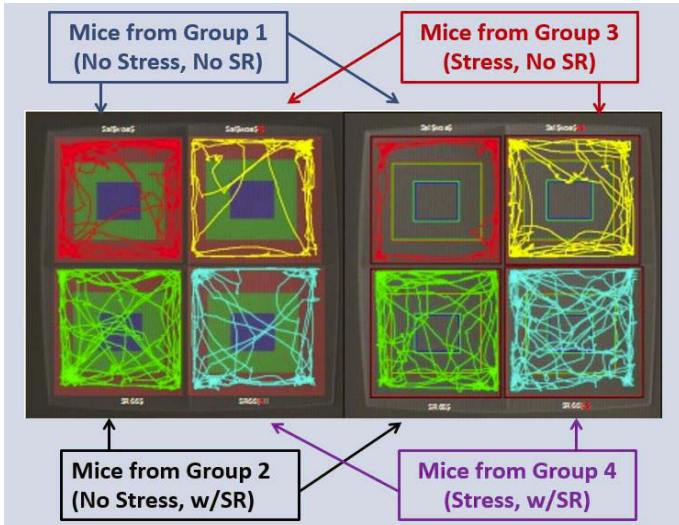 Mice from Group 1
(No Stress, No SR)
Mice from Group 3
(Stress, No SR)
Mice from Group 2
(No Stress, w/SR)
Mice from Group 4
(Stress, w/SR)